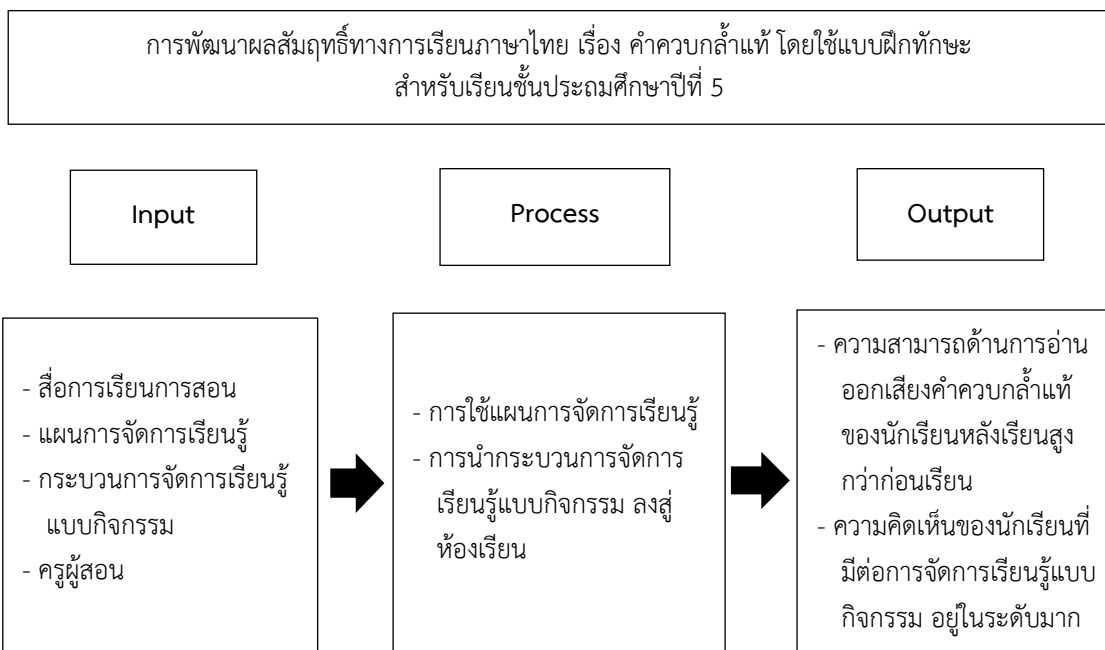 การพัฒนาผลสัมฤทธิ์ทางการเรียนภาษาไทย เรื่อง คำควบกล้ำแท้ โดยใช้แบบฝึกทักษะ
สำหรับเรียนชั้นประถมศึกษาปีที่ 5
Input
Process
Output
- สื่อการเรียนการสอน
- แผนการจัดการเรียนรู้
- กระบวนการจัดการเรียนรู้
แบบกิจกรรม
- ครูผู้สอน
- การใช้แผนการจัดการเรียนรู้
- การนำกระบวนการจัดการ
เรียนรู้แบบกิจกรรม ลงสู่
ห้องเรียน
- ความสามารถด้านการอ่าน
ออกเสียงคำควบกล้ำแท้
ของนักเรียนหลังเรียนสูง
กว่าก่อนเรียน
- ความคิดเห็นของนักเรียนที่
มีต่อการจัดการเรียนรู้แบบ
กิจกรรม อยู่ในระดับมาก